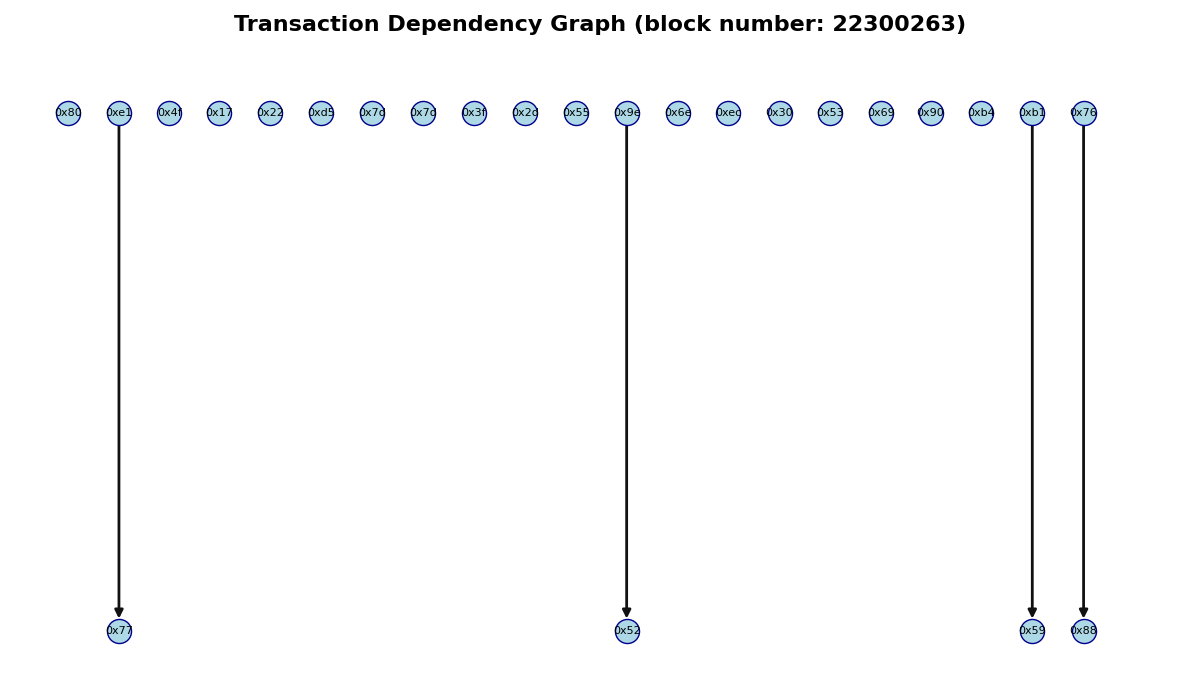 Transaction Dependency Graph (block number: 22300263)
0x80 0xe1 0x4f 0x17 0x22 0xd5 0x7d 0x7d 0x3f 0x2d 0x55 0x9e 0x6e 0xec 0x30 0x53 0x69 0x90 0xb4 0xb1 0x76
0x77 0x52 0x59 0x88